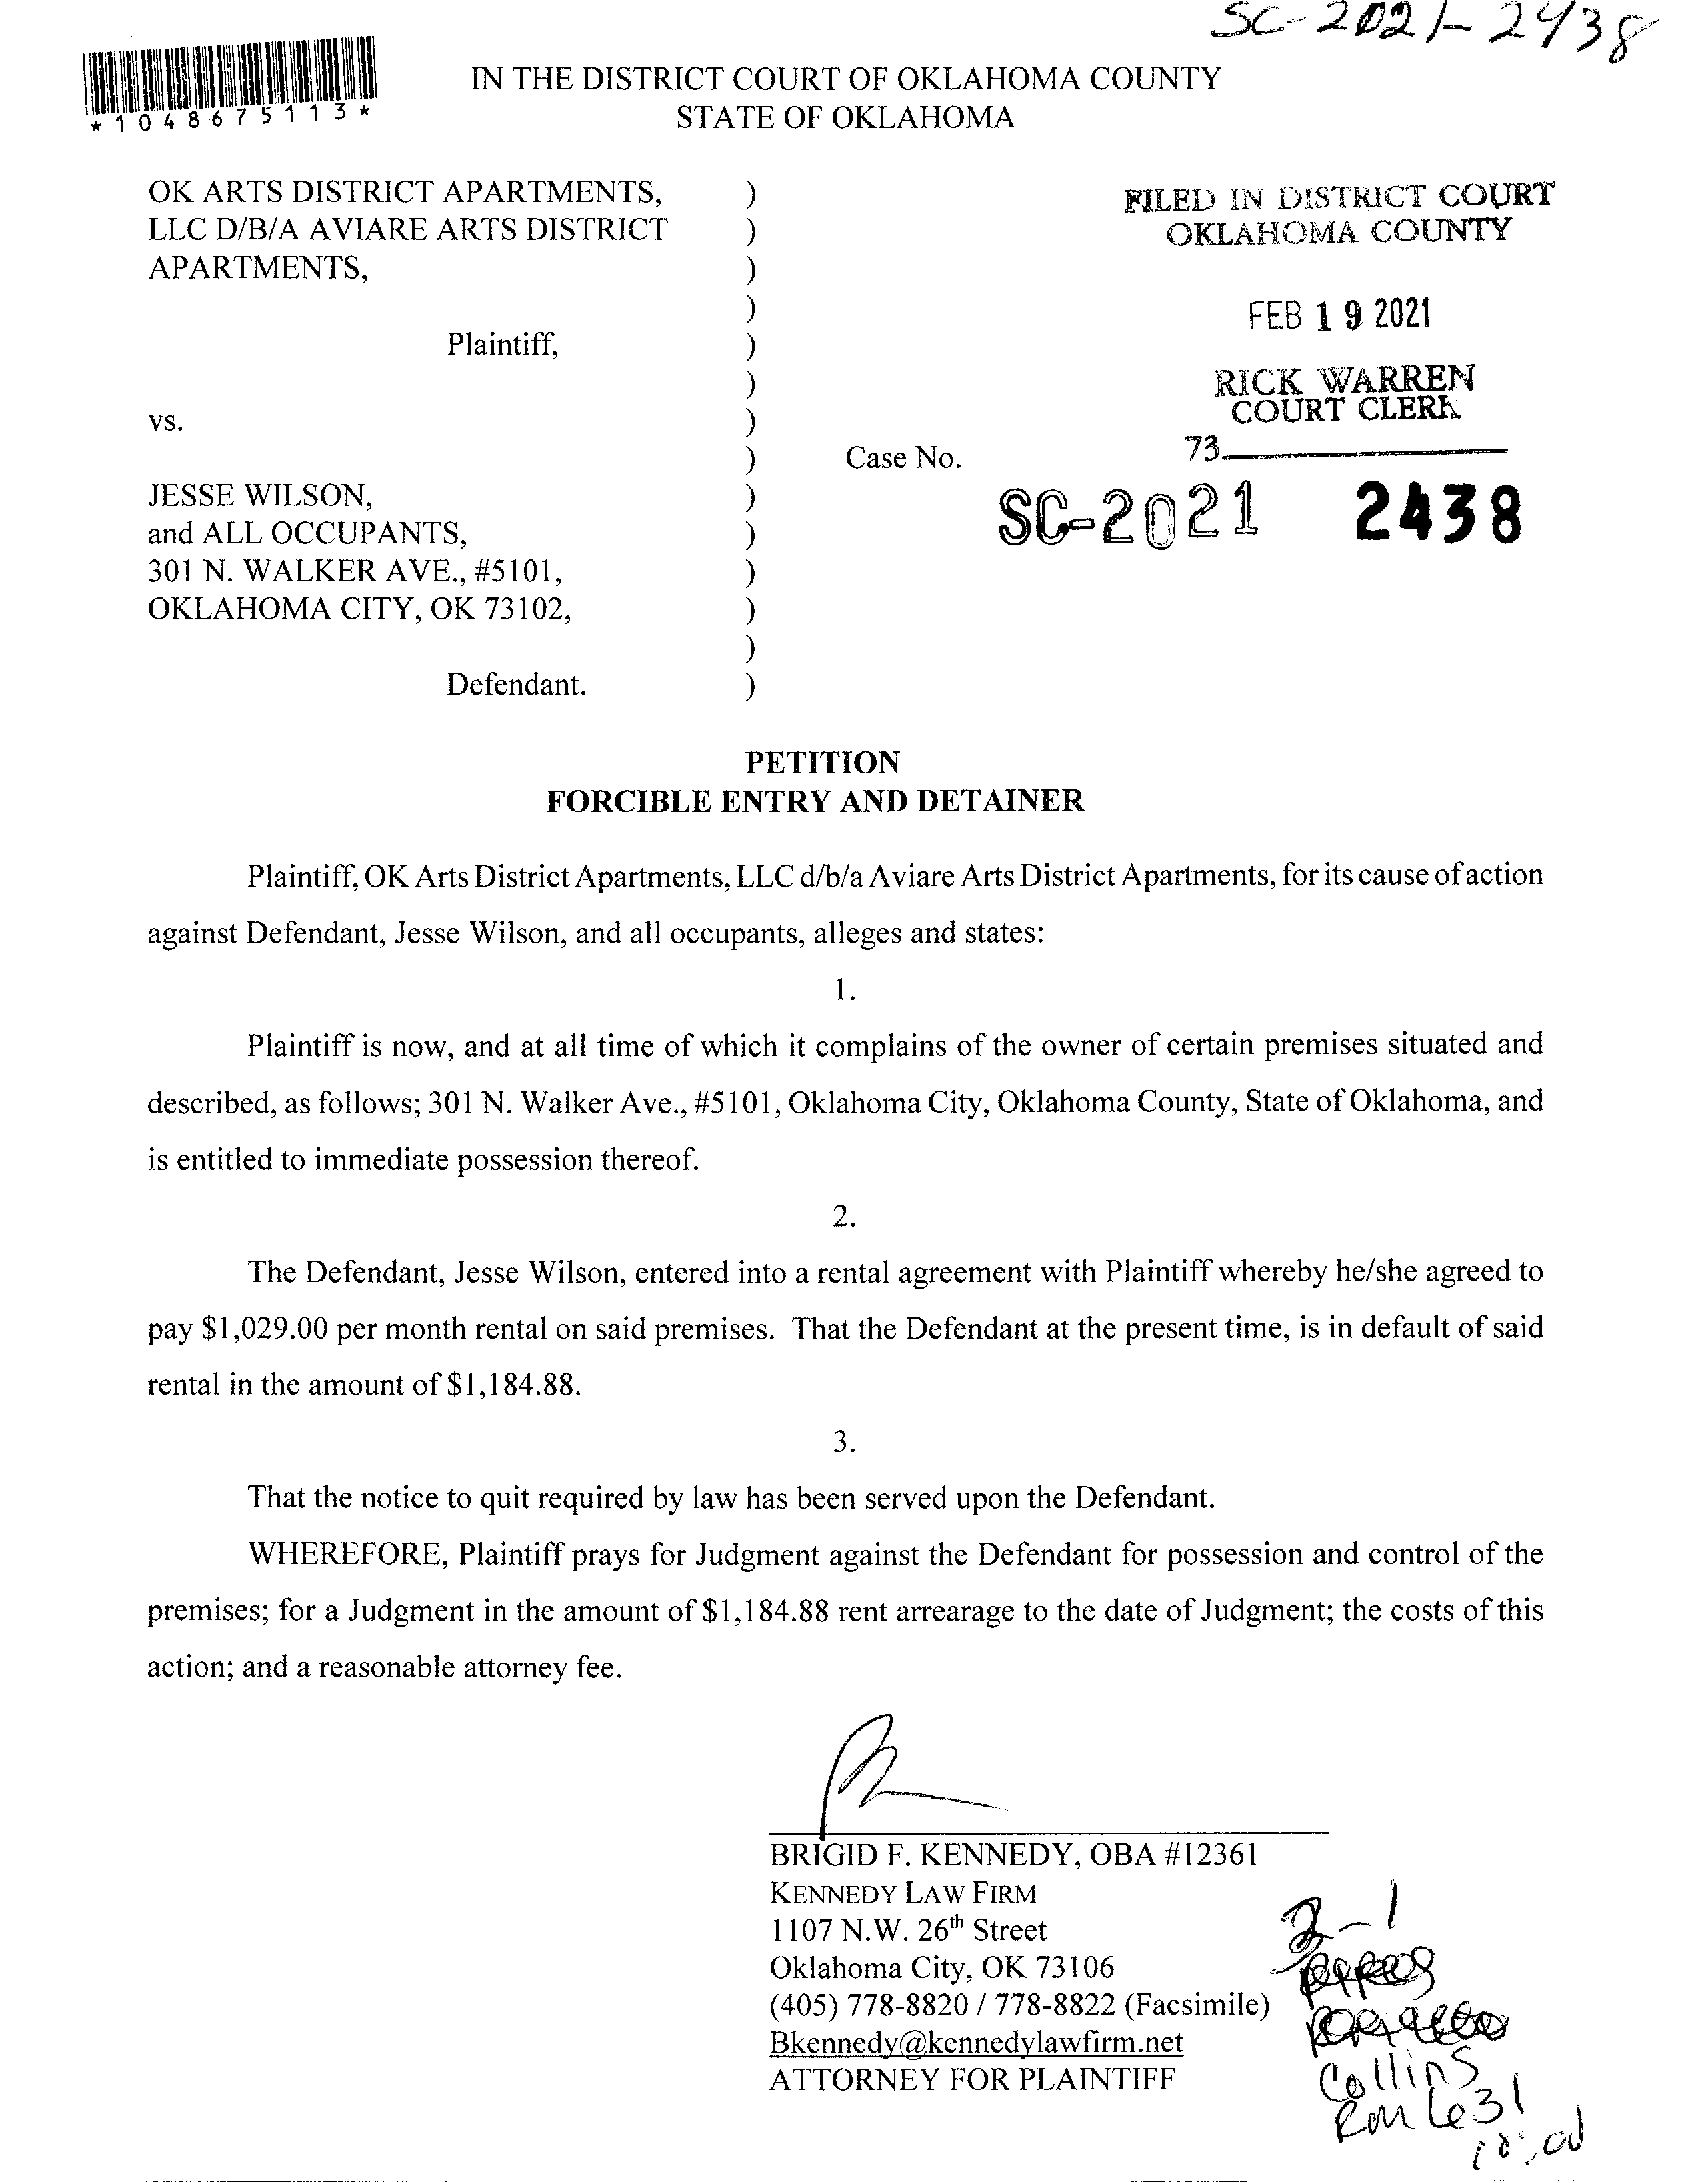 SC-2021-2438
*1048675113*
IN THE DISTRICT COURT OF OKLAHOMA COUNTY
STATE OF OKLAHOMA
OK ARTS DISTRICT APARTMENTS, )
LLC D/B/A AVIARE ARTS DISTRICT )
APARTMENTS, )
)
Plaintiff, )
)
vs. )
) Case No.
JESSE WILSON, )
and ALL OCCUPANTS, )
301 N. WALKER AVE., #5101, )
OKLAHOMA CITY, OK 73102, )
)
Defendant. )
FILED IN DISTRICT COURT
OKLAHOMA COUNTY
FEB 19 2021
RICK WARREN
COURT CLERK
73
SC-2021 2438
PETITION
FORCIBLE ENTRY AND DETAINER
Plaintiff, OK Arts District Apartments, LLC d/b/a Aviare Arts District Apartments, for its cause of action
against Defendant, Jesse Wilson, and all occupants, alleges and states:
1.
Plaintiff is now, and at all time of which it complains of the owner of certain premises situated and
described, as follows; 301 N. Walker Ave., #5101, Oklahoma City, Oklahoma County, State of Oklahoma, and
is entitled to immediate possession thereof.
2.
The Defendant, Jesse Wilson, entered into a rental agreement with Plaintiff whereby he/she agreed to
pay $1,029.00 per month rental on said premises. That the Defendant at the present time, is in default of said
rental in the amount of $1,184.88.
3.
That the notice to quit required by law has been served upon the Defendant.
WHEREFORE, Plaintiff prays for Judgment against the Defendant for possession and control of the
premises; for a Judgment in the amount of $1,184.88 rent arrearage to the date of Judgment; the costs of this
action; and a reasonable attorney fee.
BRIGID F. KENNEDY, OBA #12361
KENNEDY LAW FIRM
1107 N.W. 26th Street
Oklahoma City, OK 73106
(405) 778-8820 / 778-8822 (Facsimile)
Bkennedy@kennedylawfirm.net
ATTORNEY FOR PLAINTIFF
Collins